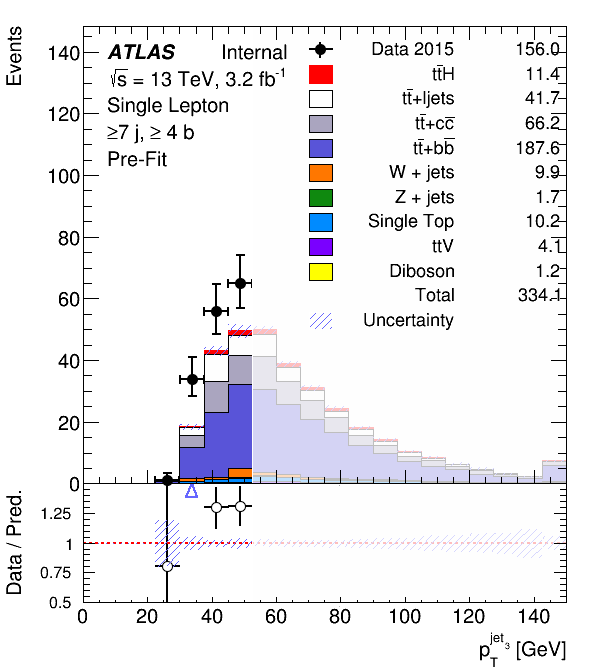 Events
ATLAS Internal
√s = 13 TeV, 3.2 fb⁻¹
Single Lepton
≥7 j, ≥ 4 b
Pre-Fit
Data 2015 156.0
tt̄H 11.4
tt̄+ljets 41.7
tt̄+cc̄ 66.2
tt̄+bb̄ 187.6
W + jets 9.9
Z + jets 1.7
Single Top 10.2
ttV 4.1
Diboson 1.2
Total 334.1
Uncertainty
140
120
100
80
60
40
20
0
Data / Pred.
1.25
1
0.75
0.5
0 20 40 60 80 100 120 140
p_T^jet₃ [GeV]